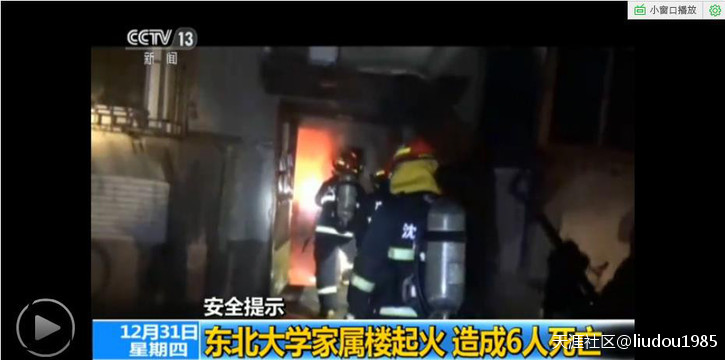 小窗口播放
CCTV 13
新闻
沈
安全提示
12月31日
星期四
东北大学家属楼起火 造成6人死亡
天涯社区@liudou1985